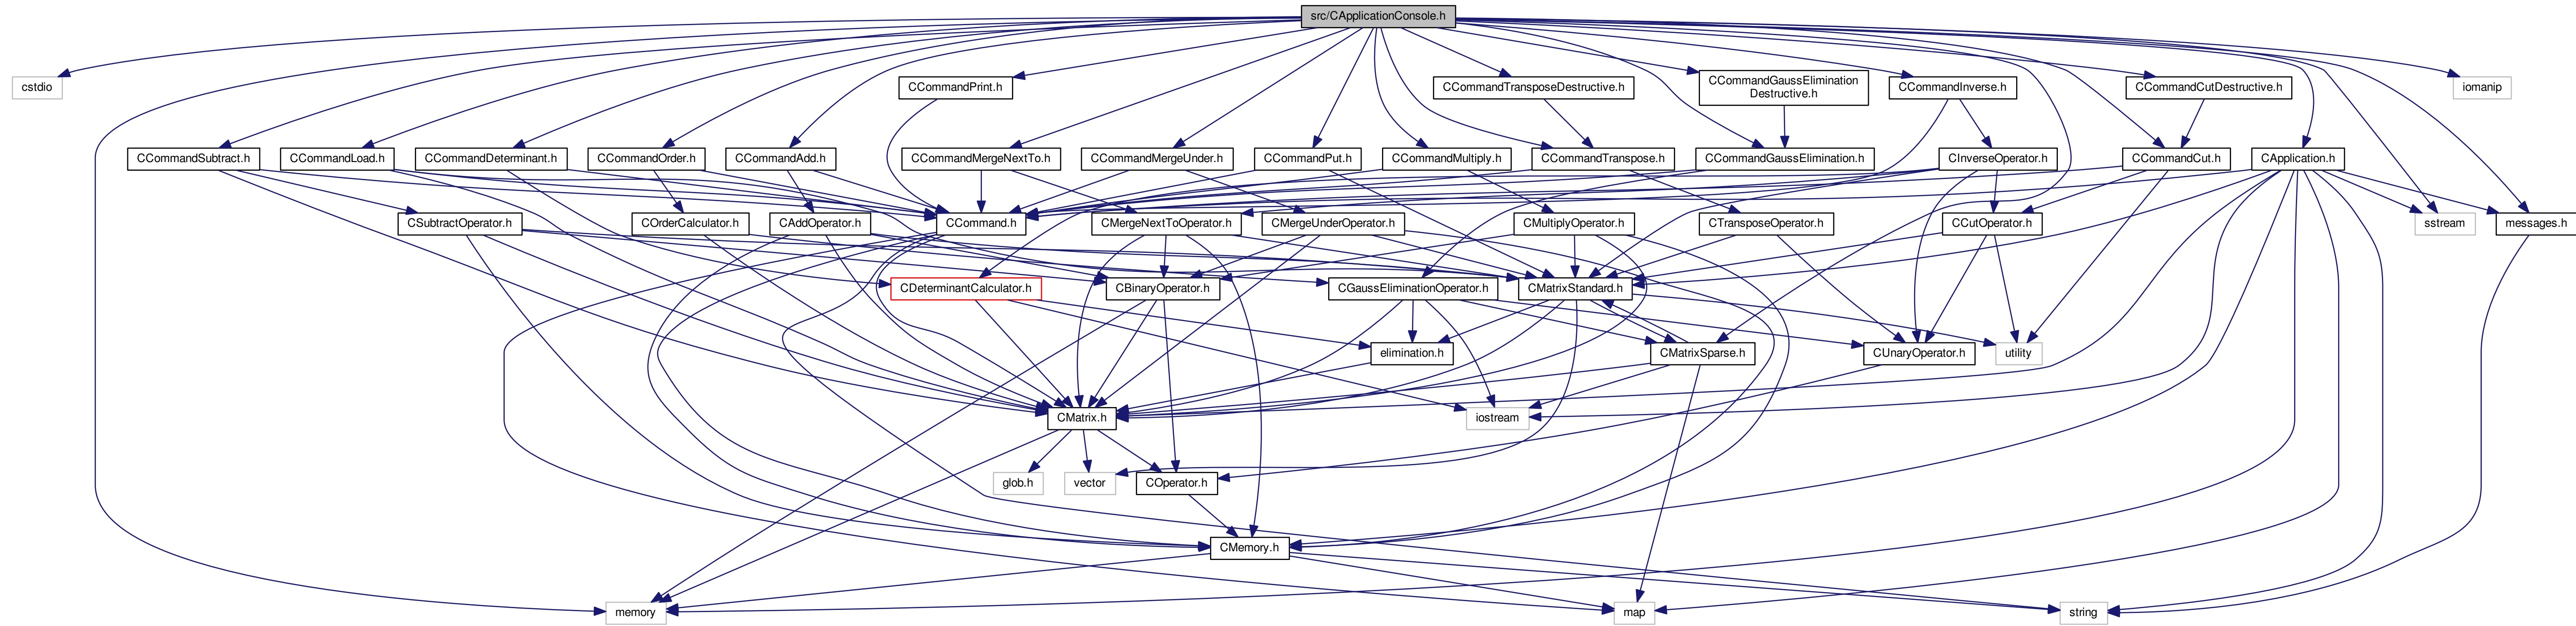 src/CApplicationConsole.h
cstdio
CCommandPrint.h
CCommandTransposeDestructive.h
CCommandGaussElimination
Destructive.h
CCommandInverse.h
CCommandCutDestructive.h
iomanip
CCommandSubtract.h
CCommandLoad.h
CCommandDeterminant.h
CCommandOrder.h
CCommandAdd.h
CCommandMergeNextTo.h
CCommandMergeUnder.h
CCommandPut.h
CCommandMultiply.h
CCommandTranspose.h
CCommandGaussElimination.h
CInverseOperator.h
CCommandCut.h
CApplication.h
CSubtractOperator.h
COrderCalculator.h
CAddOperator.h
CCommand.h
CMergeNextToOperator.h
CMergeUnderOperator.h
CMultiplyOperator.h
CTransposeOperator.h
CCutOperator.h
sstream
messages.h
CDeterminantCalculator.h
CBinaryOperator.h
CGaussEliminationOperator.h
CMatrixStandard.h
elimination.h
CMatrixSparse.h
CUnaryOperator.h
utility
CMatrix.h
iostream
glob.h
vector
COperator.h
CMemory.h
memory
map
string